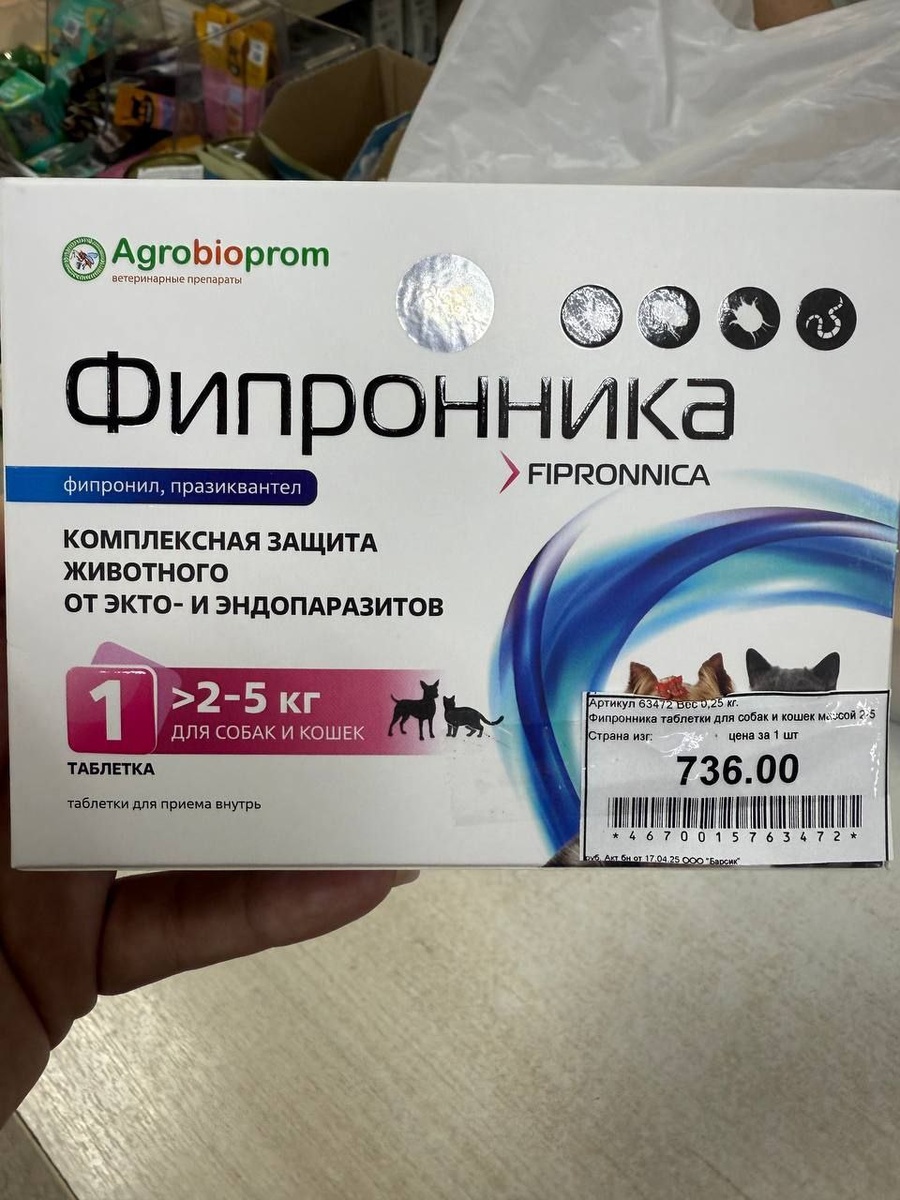 Agrobioprom
ветеринарные препараты
Фипронника
FIPRONNICA
фипронил, празиквантел
КОМПЛЕКСНАЯ ЗАЩИТА
ЖИВОТНОГО
ОТ ЭКТО- И ЭНДОПАРАЗИТОВ
1 >2-5 кг
ДЛЯ СОБАК И КОШЕК
ТАБЛЕТКА
таблетки для приема внутрь
Артикул 63472 Вес 0,25 кг.
Фипронника таблетки для собак и кошек массой 2-5
Страна изг: цена за 1 шт
736.00
*4670015763472*
руб. Акт бн от 17.04.25 ООО "Барсик"